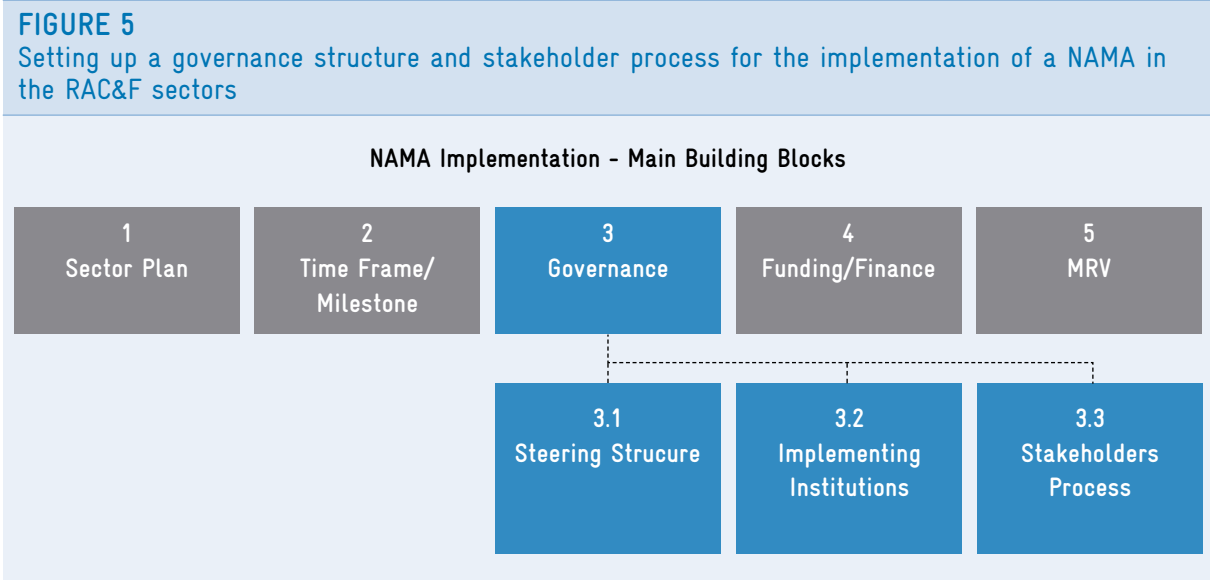 FIGURE 5
Setting up a governance structure and stakeholder process for the implementation of a NAMA in
the RAC&F sectors
NAMA Implementation - Main Building Blocks
1
Sector Plan
2
Time Frame/
Milestone
3
Governance
4
Funding/Finance
5
MRV
3.1
Steering Strucure
3.2
Implementing
Institutions
3.3
Stakeholders
Process